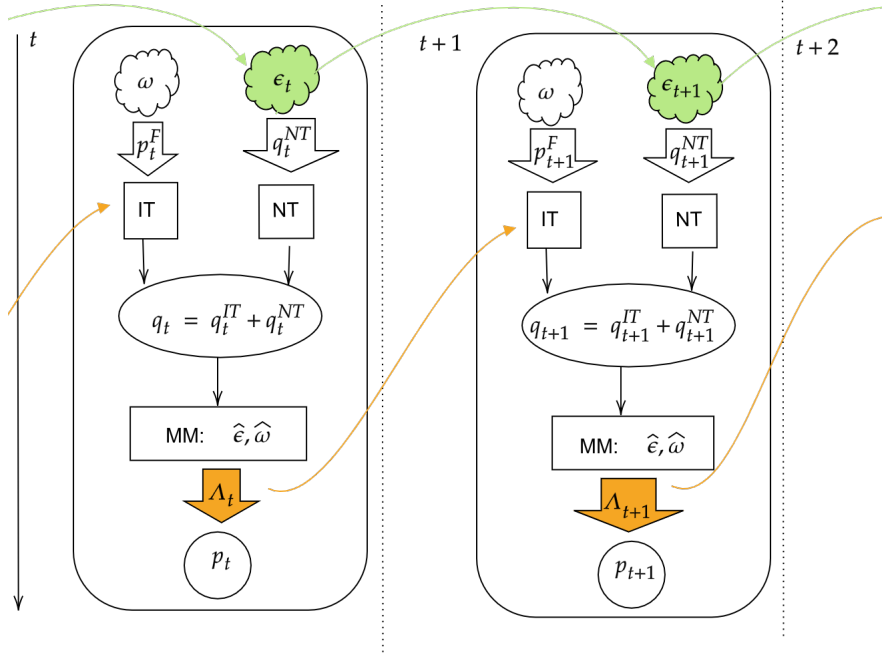 t
ω
ϵ_t
p_t^F
q_t^{NT}
IT
NT
q_t = q_t^{IT} + q_t^{NT}
MM: ϵ̂, ω̂
Λ_t
p_t
t + 1
ω
ϵ_{t+1}
p_{t+1}^F
q_{t+1}^{NT}
IT
NT
q_{t+1} = q_{t+1}^{IT} + q_{t+1}^{NT}
MM: ϵ̂, ω̂
Λ_{t+1}
p_{t+1}
t + 2